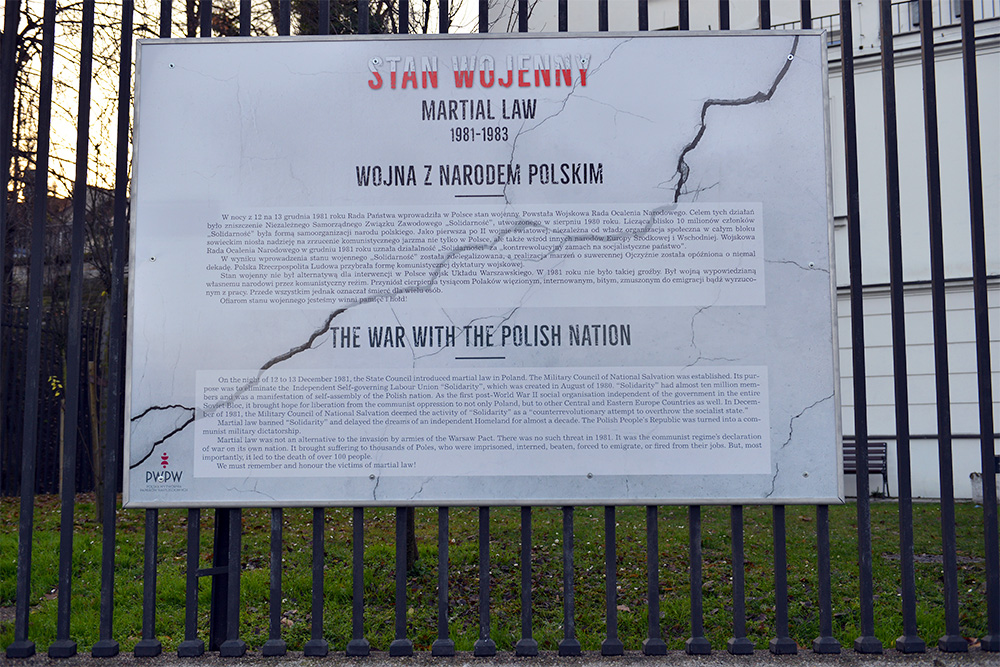 STAN WOJENNY
MARTIAL LAW
1981-1983
WOJNA Z NARODEM POLSKIM
W nocy z 12 na 13 grudnia 1981 roku Rada Państwa wprowadziła w Polsce stan wojenny. Powstała Wojskowa Rada Ocalenia Narodowego. Celem tych działań
było zniszczenie Niezależnego Samorządnego Związku Zawodowego „Solidarność", utworzonego w sierpniu 1980 roku. Licząca blisko 10 milionów członków
„Solidarność" była formą samoorganizacji narodu polskiego. Jako pierwsza po II wojnie światowej, niezależna od władz organizacja społeczna w całym bloku
sowieckim niosła nadzieję na zrzucenie komunistycznego jarzma nie tylko w Polsce, ale także wśród innych narodów Europy Środkowej i Wschodniej. Wojskowa
Rada Ocalenia Narodowego w grudniu 1981 roku uznała działalność „Solidarności" za „kontrrewolucyjny zamach na socjalistyczne państwo".
W wyniku wprowadzenia stanu wojennego „Solidarność" została zdelegalizowana, a realizacja marzeń o suwerennej Ojczyźnie została opóźniona o niemal
dekadę. Polska Rzeczpospolita Ludowa przybrała formę komunistycznej dyktatury wojskowej.
Stan wojenny nie był alternatywą dla interwencji w Polsce wojsk Układu Warszawskiego. W 1981 roku nie było takiej groźby. Był wojną wypowiedzianą
własnemu narodowi przez komunistyczny reżim. Przyniósł cierpienia tysiącom Polaków więzionym, internowanym, bitym, zmuszonym do emigracji bądź wyrzuco-
nym z pracy. Przede wszystkim jednak oznaczał śmierć dla wielu osób.
Ofiarom stanu wojennego jesteśmy winni pamięć i hołd!
THE WAR WITH THE POLISH NATION
On the night of 12 to 13 December 1981, the State Council introduced martial law in Poland. The Military Council of National Salvation was established. Its pur-
pose was to eliminate the Independent Self-governing Labour Union "Solidarity", which was created in August of 1980. "Solidarity" had almost ten million mem-
bers and was a manifestation of self-assembly of the Polish nation. As the first post-World War II social organisation independent of the government in the entire
Soviet Bloc, it brought hope for liberation from the communist oppression to not only Poland, but to other Central and Eastern Europe Countries as well. In Decem-
ber of 1981, the Military Council of National Salvation deemed the activity of "Solidarity" as a "counterrevolutionary attempt to overthrow the socialist state."
Martial law banned "Solidarity" and delayed the dreams of an independent Homeland for almost a decade. The Polish People's Republic was turned into a com-
munist military dictatorship.
Martial law was not an alternative to the invasion by armies of the Warsaw Pact. There was no such threat in 1981. It was the communist regime's declaration
of war on its own nation. It brought suffering to thousands of Poles, who were imprisoned, interned, beaten, forced to emigrate, or fired from their jobs. But, most
importantly, it led to the death of over 100 people.
We must remember and honour the victims of martial law!
PWPW